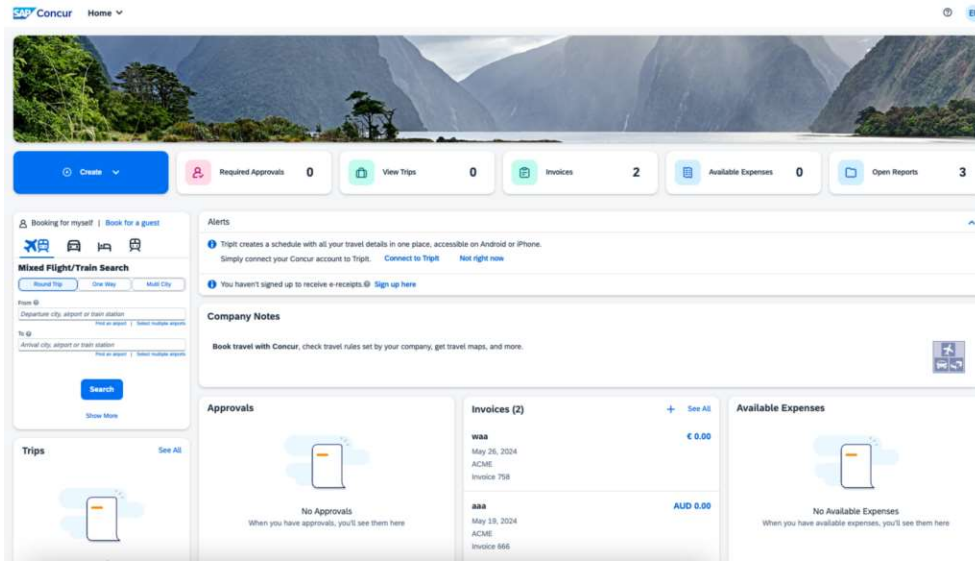 SAP Concur Home
Create
Required Approvals 0
View Trips 0
Invoices 2
Available Expenses 0
Open Reports 3
Booking for myself | Book for a guest
Mixed Flight/Train Search
Round Trip One Way Multi City
From
Departure city, airport or train station
Find an airport | Select multiple airports
To
Arrival city, airport or train station
Find an airport | Select multiple airports
Search
Show More
Trips See All
Alerts
TripIt creates a schedule with all your travel details in one place, accessible on Android or iPhone.
Simply connect your Concur account to TripIt. Connect to TripIt Not right now
You haven't signed up to receive e-receipts. Sign up here
Company Notes
Book travel with Concur, check travel rules set by your company, get travel maps, and more.
Approvals
No Approvals
When you have approvals, you'll see them here
Invoices (2) + See All
waa € 0.00
May 26, 2024
ACME
Invoice 758
aaa AUD 0.00
May 19, 2024
ACME
Invoice 666
Available Expenses
No Available Expenses
When you have available expenses, you'll see them here